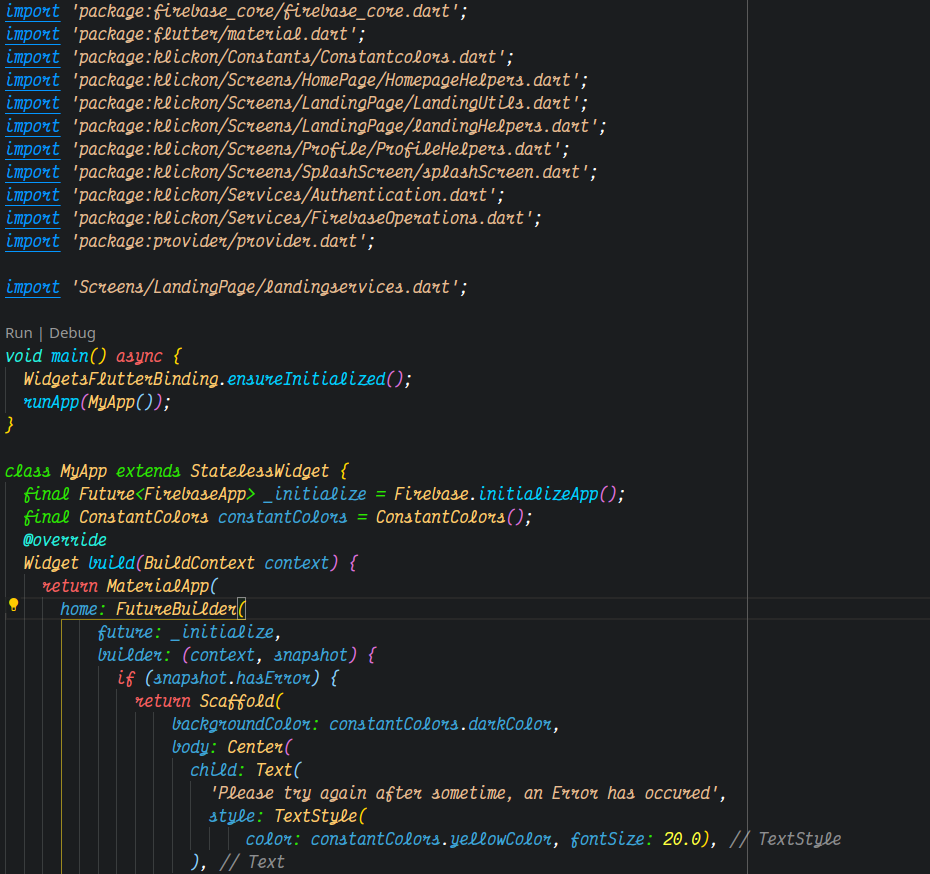 import 'package:firebase_core/firebase_core.dart';
import 'package:flutter/material.dart';
import 'package:klickon/Constants/Constantcolors.dart';
import 'package:klickon/Screens/HomePage/HomepageHelpers.dart';
import 'package:klickon/Screens/LandingPage/LandingUtils.dart';
import 'package:klickon/Screens/LandingPage/landingHelpers.dart';
import 'package:klickon/Screens/Profile/ProfileHelpers.dart';
import 'package:klickon/Screens/SplashScreen/splashScreen.dart';
import 'package:klickon/Services/Authentication.dart';
import 'package:klickon/Services/FirebaseOperations.dart';
import 'package:provider/provider.dart';

import 'Screens/LandingPage/landingservices.dart';

Run | Debug
void main() async {
  WidgetsFlutterBinding.ensureInitialized();
  runApp(MyApp());
}

class MyApp extends StatelessWidget {
  final Future<FirebaseApp> _initialize = Firebase.initializeApp();
  final ConstantColors constantColors = ConstantColors();
  @override
  Widget build(BuildContext context) {
    return MaterialApp(
      home: FutureBuilder(
          future: _initialize,
          builder: (context, snapshot) {
            if (snapshot.hasError) {
              return Scaffold(
                  backgroundColor: constantColors.darkColor,
                  body: Center(
                    child: Text(
                      'Please try again after sometime, an Error has occured',
                      style: TextStyle(
                          color: constantColors.yellowColor, fontSize: 20.0), // TextStyle
                    ), // Text